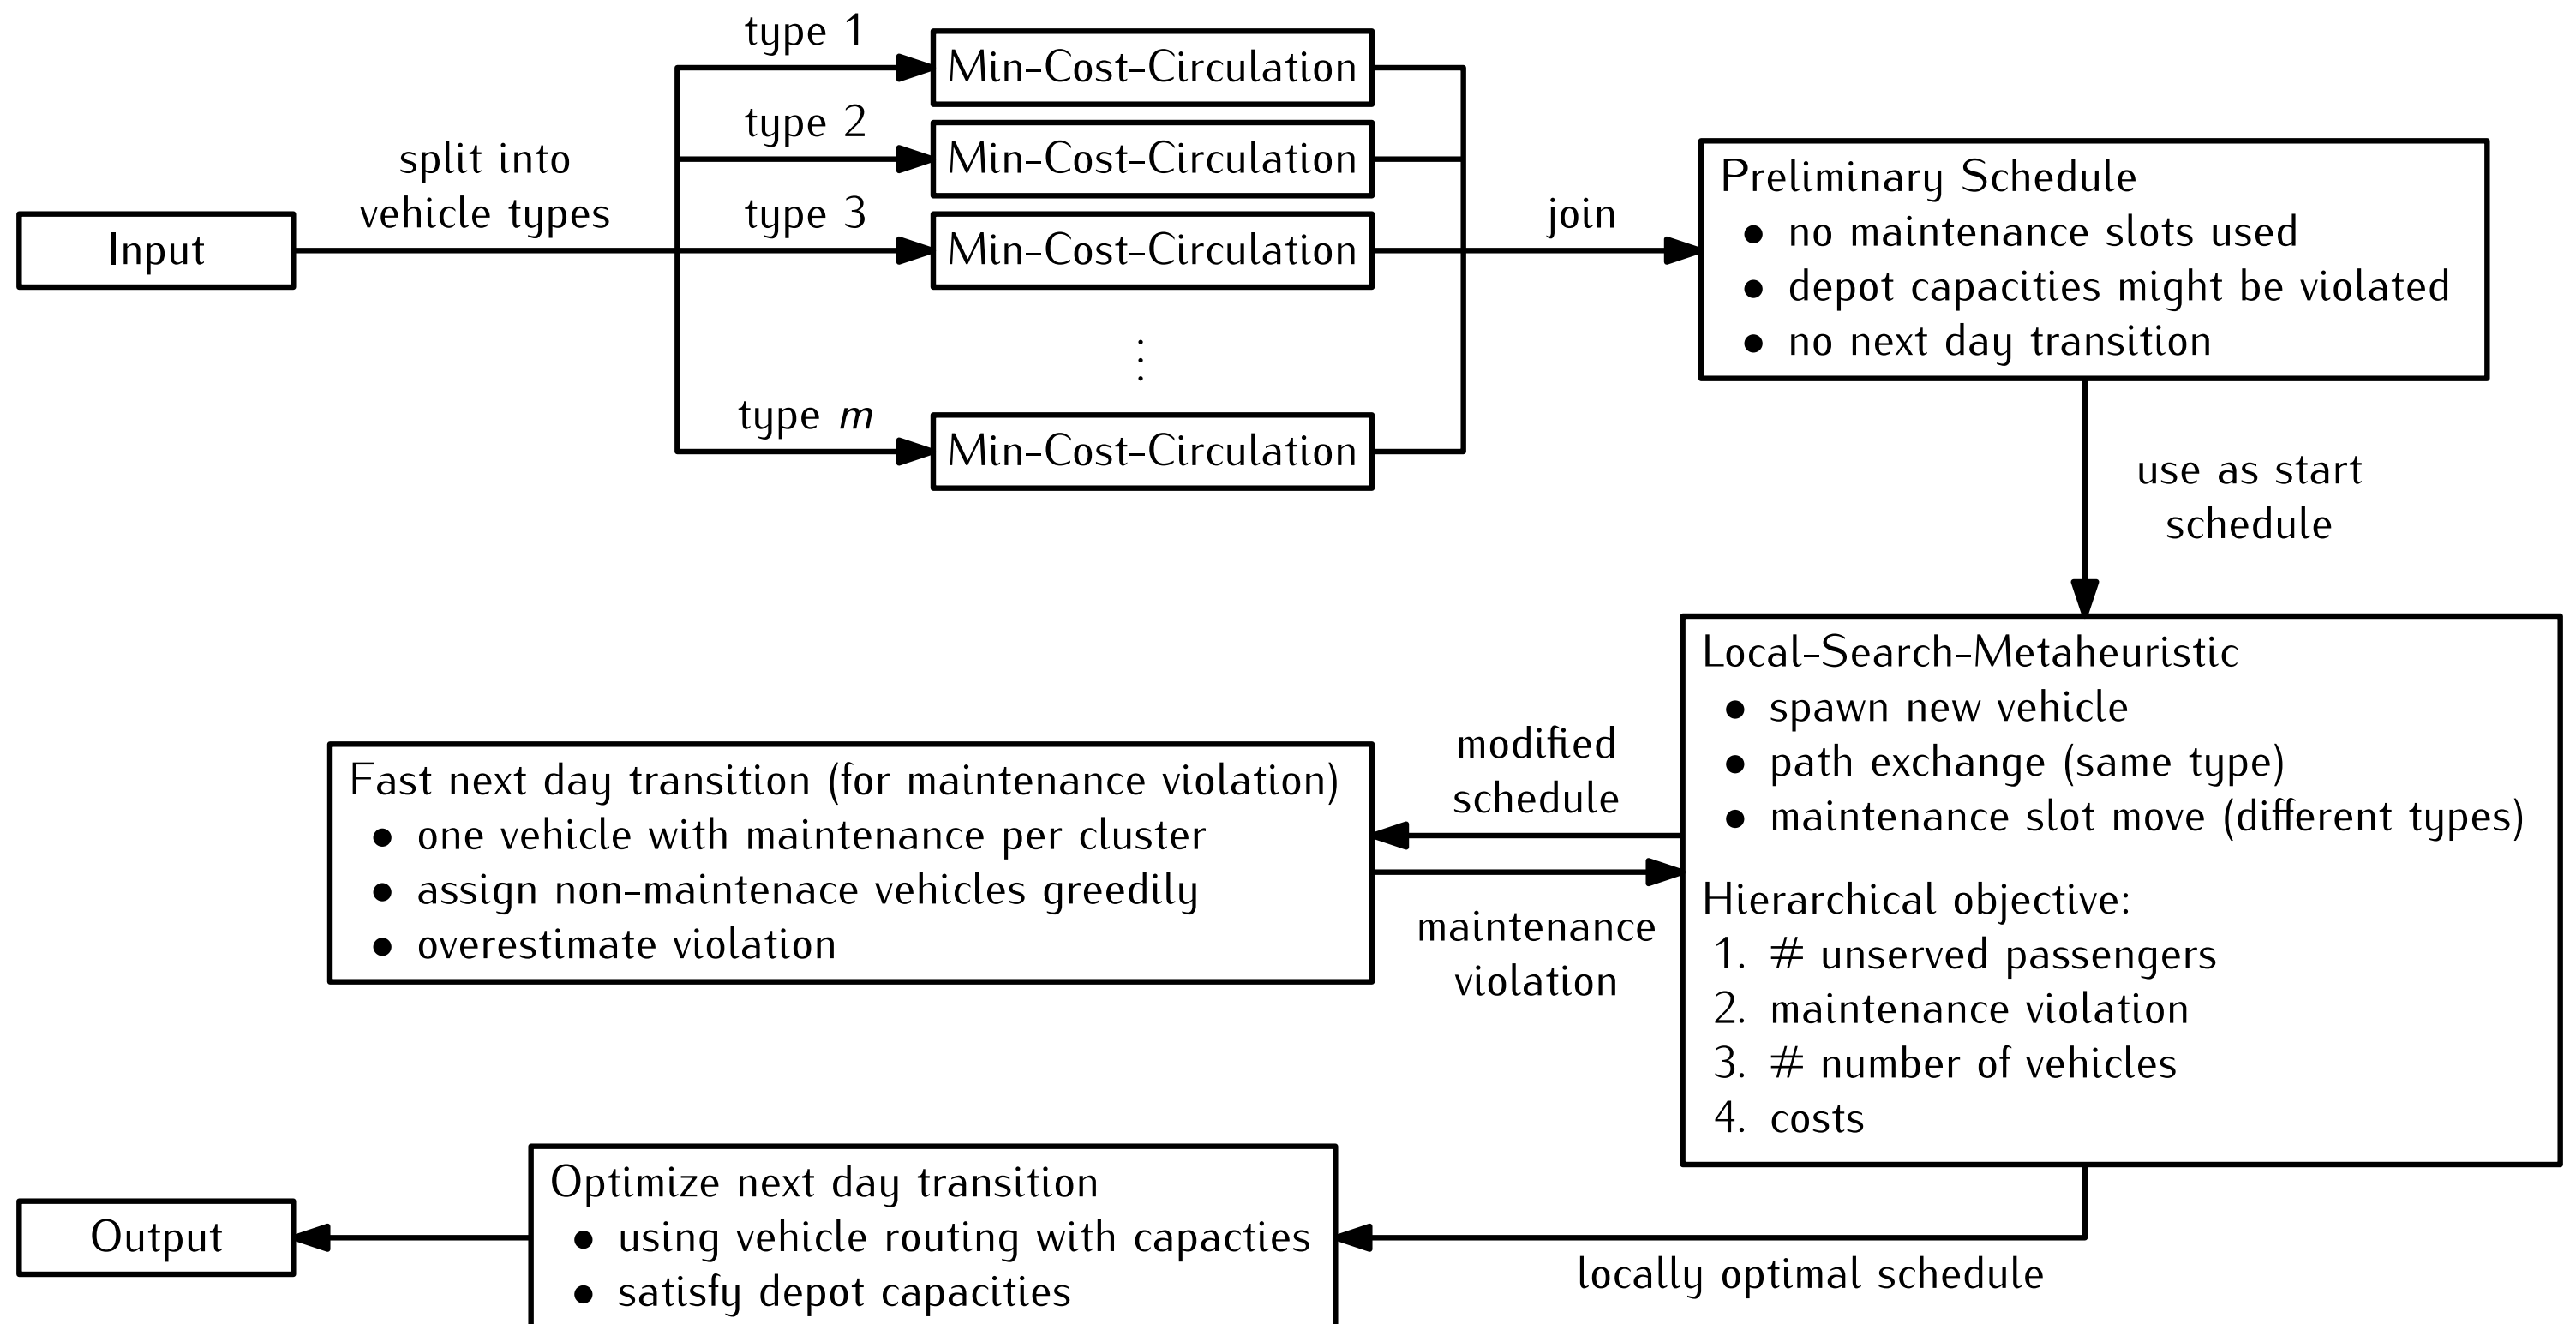 Input
split into
vehicle types
type 1
Min-Cost-Circulation
type 2
Min-Cost-Circulation
type 3
Min-Cost-Circulation
⋮
type m
Min-Cost-Circulation
join
Preliminary Schedule
• no maintenance slots used
• depot capacities might be violated
• no next day transition
use as start
schedule
Local-Search-Metaheuristic
• spawn new vehicle
• path exchange (same type)
• maintenance slot move (different types)
Hierarchical objective:
1. # unserved passengers
2. maintenance violation
3. # number of vehicles
4. costs
modified
schedule
maintenance
violation
Fast next day transition (for maintenance violation)
• one vehicle with maintenance per cluster
• assign non-maintenace vehicles greedily
• overestimate violation
locally optimal schedule
Optimize next day transition
• using vehicle routing with capacties
• satisfy depot capacities
Output